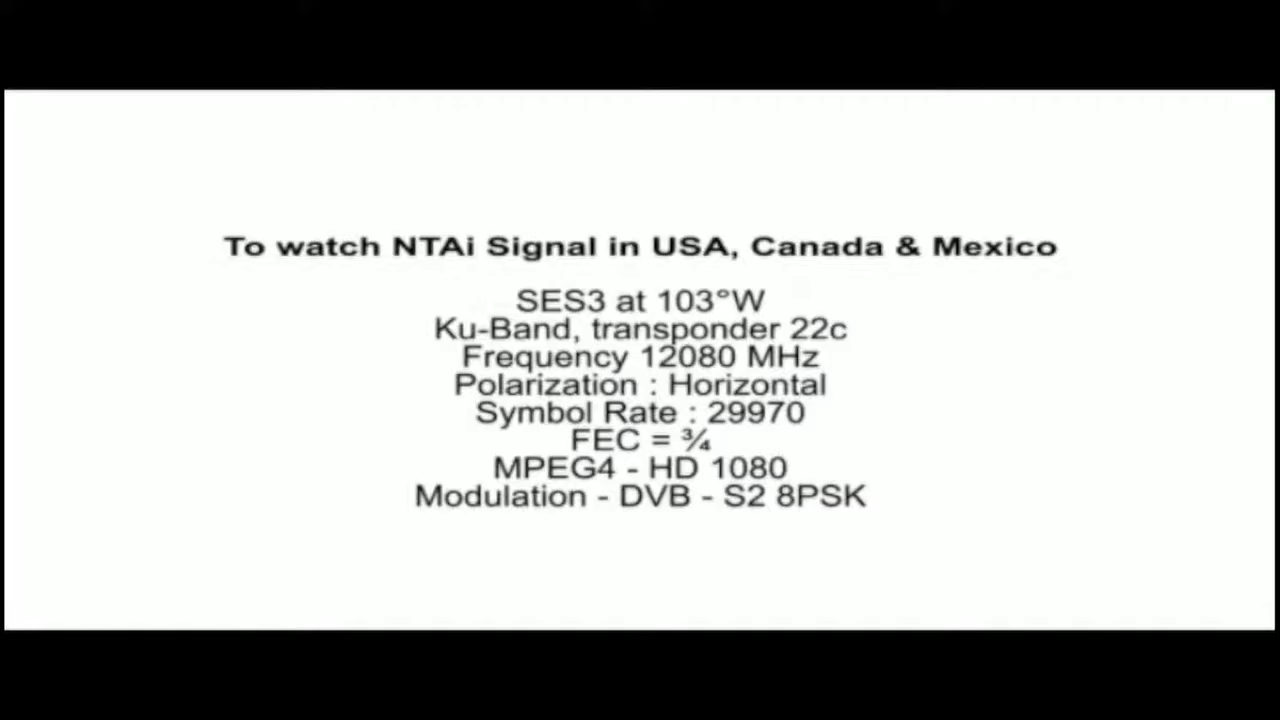 To watch NTAi Signal in USA, Canada & Mexico
SES3 at 103°W
Ku-Band, transponder 22c
Frequency 12080 MHz
Polarization : Horizontal
Symbol Rate : 29970
FEC = ¾
MPEG4 - HD 1080
Modulation - DVB - S2 8PSK